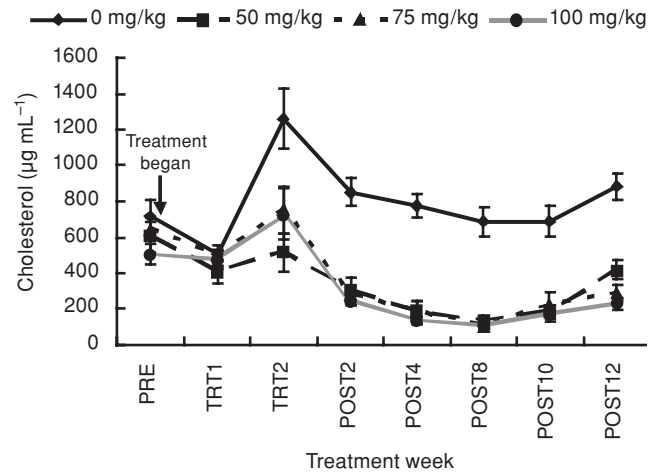 0 mg/kg 50 mg/kg 75 mg/kg 100 mg/kg
1600
1400
1200
1000
800
600
400
200
0
Cholesterol (µg mL⁻¹)
Treatment
began
PRE
TRT1
TRT2
POST2
POST4
POST8
POST10
POST12
Treatment week